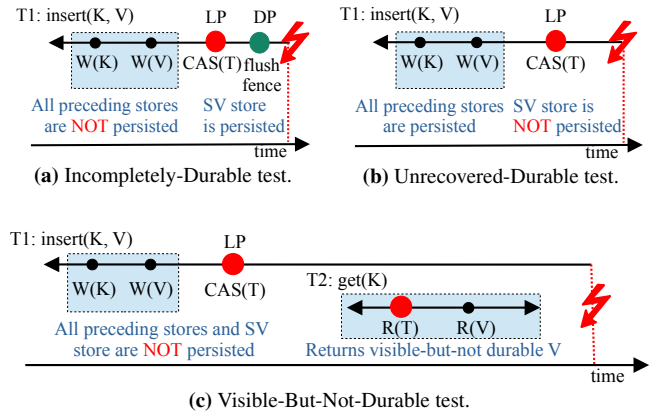 T1: insert(K, V)
LP
DP
W(K)
W(V)
CAS(T)
flush
fence
All preceding stores
are NOT persisted
SV store
is persisted
time
(a) Incompletely-Durable test.
T1: insert(K, V)
LP
W(K)
W(V)
CAS(T)
All preceding stores
are persisted
SV store is
NOT persisted
time
(b) Unrecovered-Durable test.
T1: insert(K, V)
LP
W(K)
W(V)
CAS(T)
T2: get(K)
R(T)
R(V)
All preceding stores and SV
store are NOT persisted
Returns visible-but-not durable V
time
(c) Visible-But-Not-Durable test.